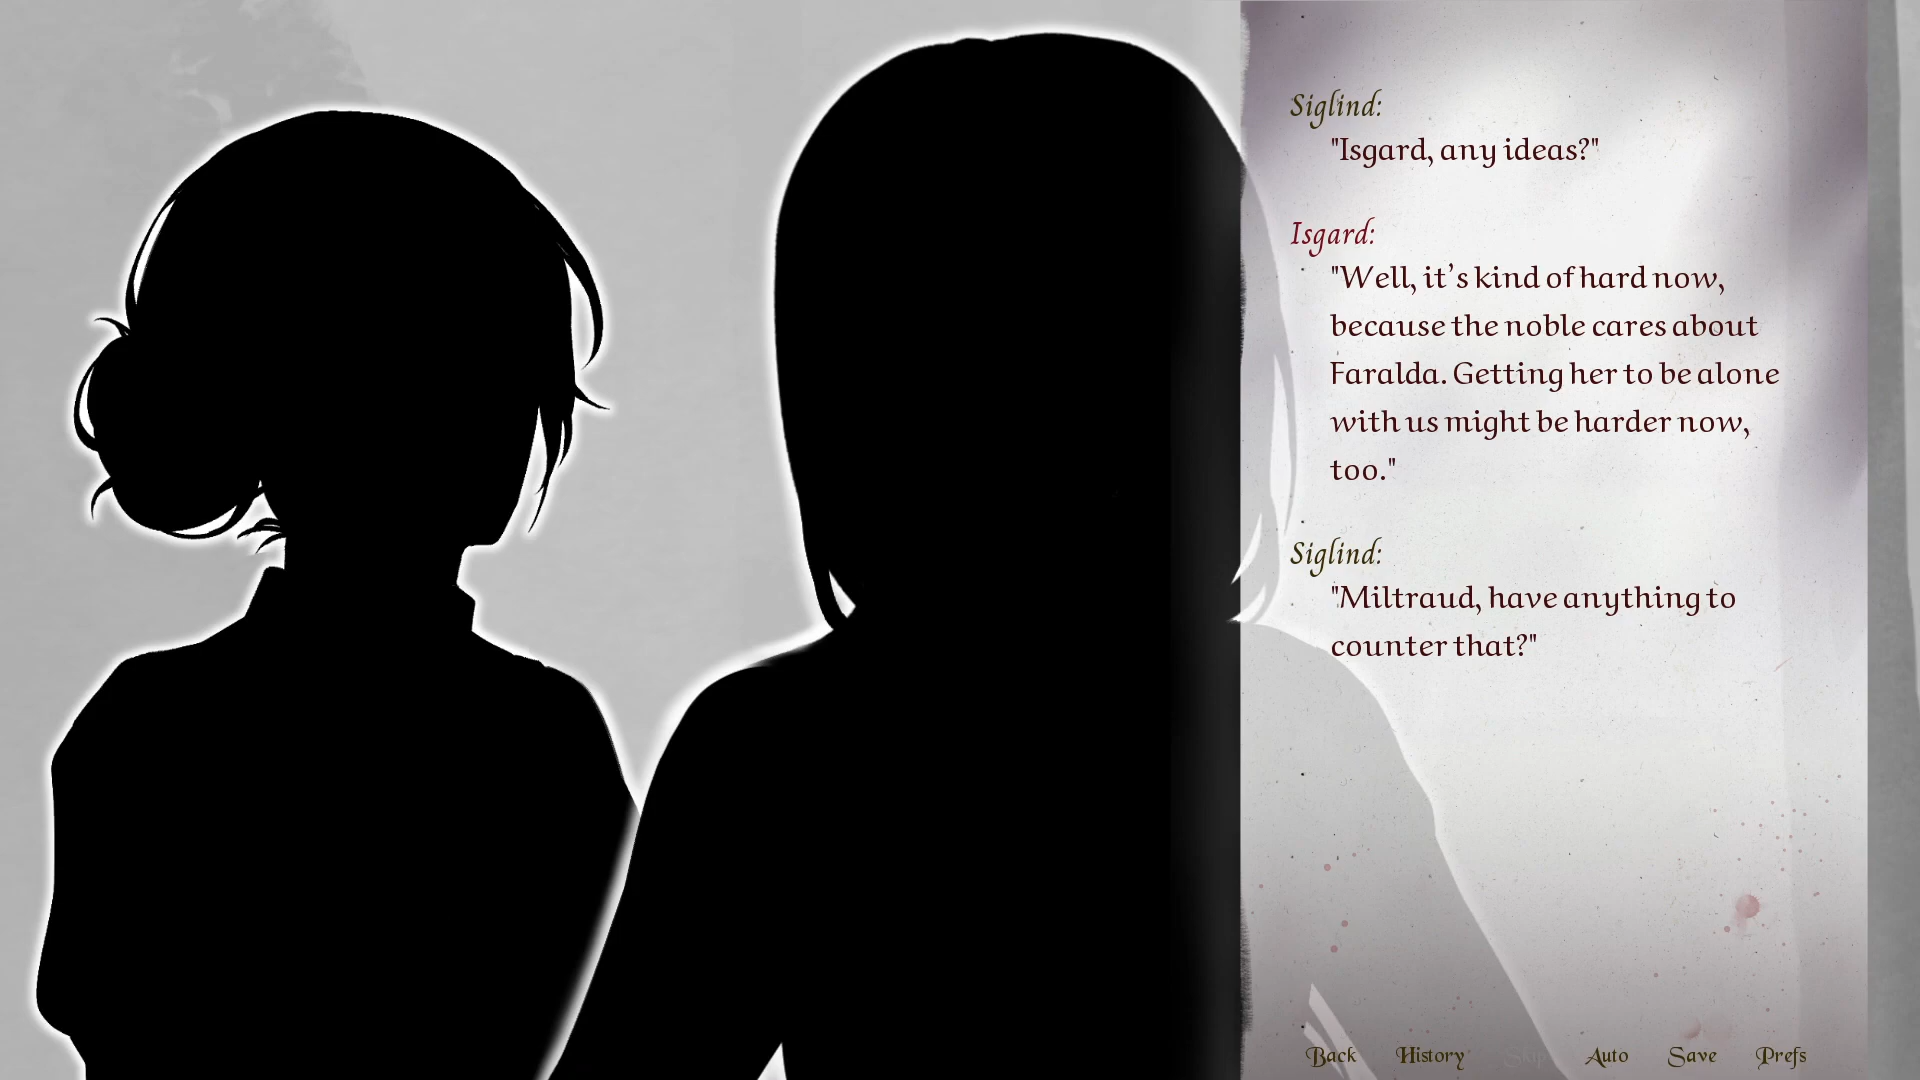 Siglind:
"Isgard, any ideas?"
Isgard:
"Well, it’s kind of hard now,
because the noble cares about
Faralda. Getting her to be alone
with us might be harder now,
too."
Siglind:
"Miltraud, have anything to
counter that?"
Back History Skip Auto Save Prefs